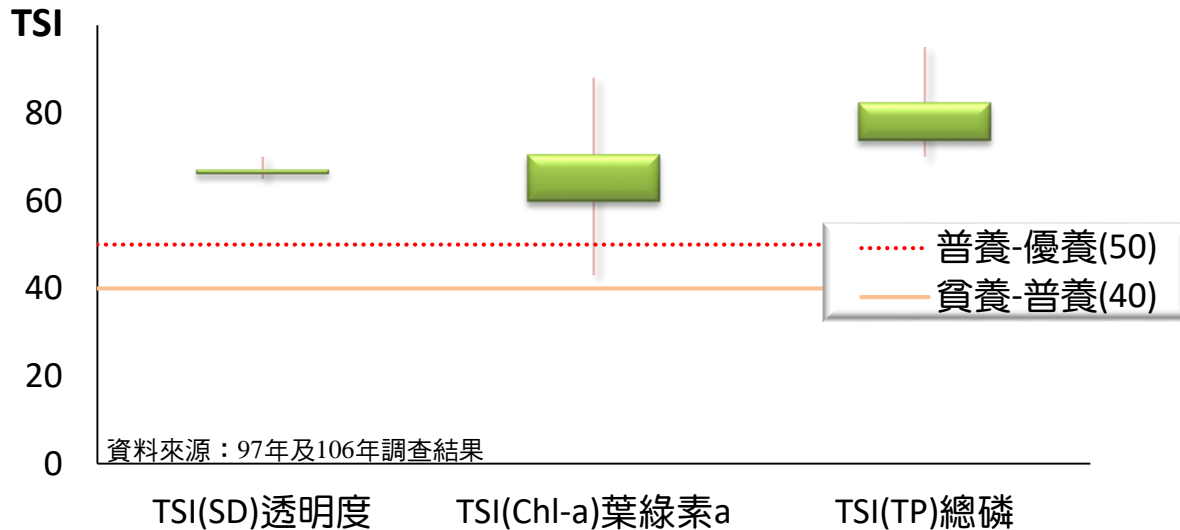 TSI
80
60
40
20
0
普養-優養(50)
貧養-普養(40)
資料來源：97年及106年調查結果
TSI(SD)透明度
TSI(Chl-a)葉綠素a
TSI(TP)總磷